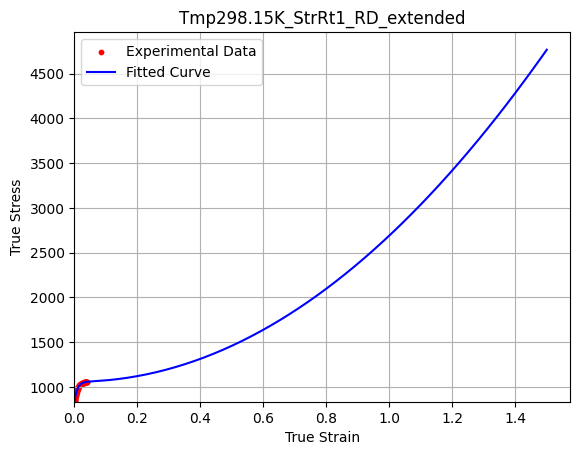 Tmp298.15K_StrRt1_RD_extended
Experimental Data
Fitted Curve
True Stress
4500
4000
3500
3000
2500
2000
1500
1000
0.0 0.2 0.4 0.6 0.8 1.0 1.2 1.4
True Strain